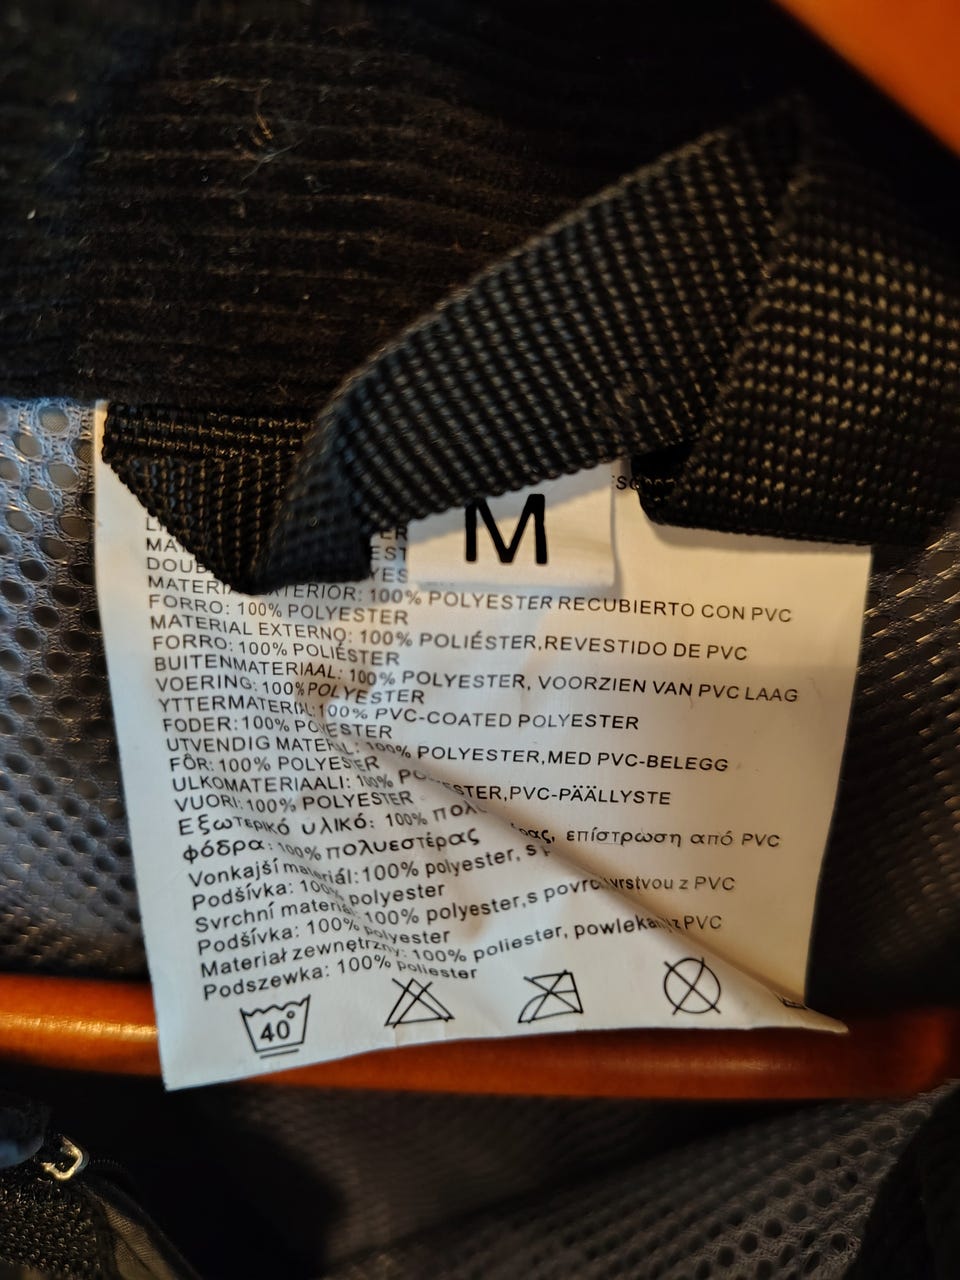 M
MATERIAL EXTERIOR: 100% POLYESTER RECUBIERTO CON PVC
FORRO: 100% POLYESTER
MATERIAL EXTERNO: 100% POLIÉSTER,REVESTIDO DE PVC
FORRO: 100% POLIÉSTER
BUITENMATERIAAL: 100% POLYESTER, VOORZIEN VAN PVC LAAG
VOERING: 100%POLYESTER
YTTERMATERIAL:100% PVC-COATED POLYESTER
FODER: 100% POLYESTER
UTVENDIG MATERIAL: 100% POLYESTER,MED PVC-BELEGG
FÔR: 100% POLYESTER
ULKOMATERIAALI: 100% POLYESTER,PVC-PÄÄLLYSTE
VUORI: 100% POLYESTER
Εξωτερικό υλικό: 100% πολυεστέρας, επίστρωση από PVC
φόδρα: 100% πολυεστέρας
Vonkajší materiál:100% polyester, s povrc vrstvou z PVC
Podšívka: 100% polyester
Svrchní materiál: 100% polyester,s PVC
Podšívka: 100% polyester
Materiał zewnętrzny: 100% poliester, powlekany
Podszewka: 100% poliester
40°